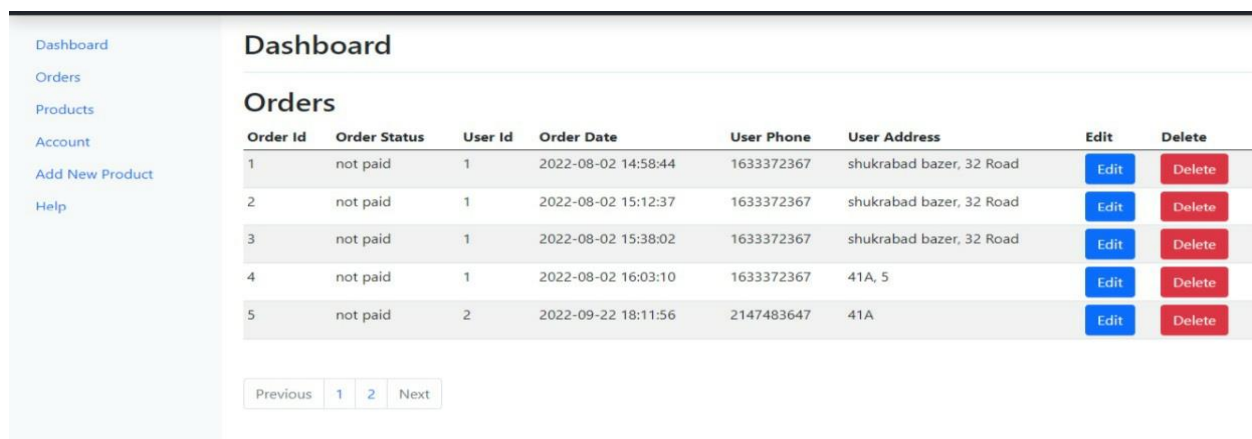 Dashboard
Orders
Products
Account
Add New Product
Help
Dashboard
Orders
Order Id Order Status User Id Order Date User Phone User Address Edit Delete
1 not paid 1 2022-08-02 14:58:44 1633372367 shukrabad bazer, 32 Road Edit Delete
2 not paid 1 2022-08-02 15:12:37 1633372367 shukrabad bazer, 32 Road Edit Delete
3 not paid 1 2022-08-02 15:38:02 1633372367 shukrabad bazer, 32 Road Edit Delete
4 not paid 1 2022-08-02 16:03:10 1633372367 41A, 5 Edit Delete
5 not paid 2 2022-09-22 18:11:56 2147483647 41A Edit Delete
Previous 1 2 Next